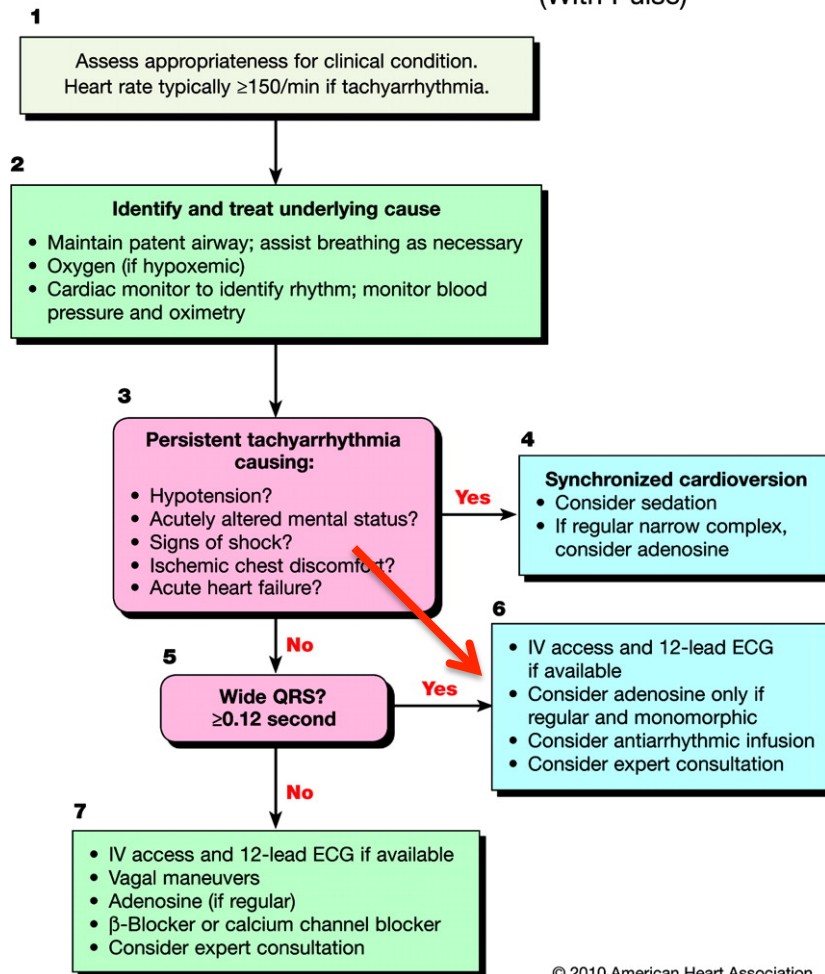 (With Pulse)
1
Assess appropriateness for clinical condition.
Heart rate typically ≥150/min if tachyarrhythmia.
2
Identify and treat underlying cause
• Maintain patent airway; assist breathing as necessary
• Oxygen (if hypoxemic)
• Cardiac monitor to identify rhythm; monitor blood
pressure and oximetry
3
Persistent tachyarrhythmia
causing:
• Hypotension?
• Acutely altered mental status?
• Signs of shock?
• Ischemic chest discomfort?
• Acute heart failure?
Yes
4
Synchronized cardioversion
• Consider sedation
• If regular narrow complex,
consider adenosine
No
5
Wide QRS?
≥0.12 second
Yes
6
• IV access and 12-lead ECG
if available
• Consider adenosine only if
regular and monomorphic
• Consider antiarrhythmic infusion
• Consider expert consultation
No
7
• IV access and 12-lead ECG if available
• Vagal maneuvers
• Adenosine (if regular)
• β-Blocker or calcium channel blocker
• Consider expert consultation
© 2010 American Heart Association